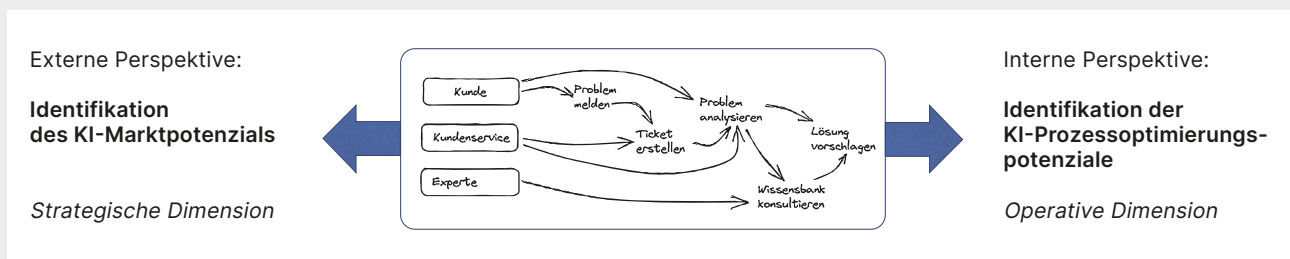 Externe Perspektive:
Identifikation
des KI-Marktpotenzials
Strategische Dimension
Kunde
Kundenservice
Experte
Problem
melden
Ticket
erstellen
Problem
analysieren
Lösung
vorschlagen
Wissensbank
konsultieren
Interne Perspektive:
Identifikation der
KI-Prozessoptimierungs-
potenziale
Operative Dimension